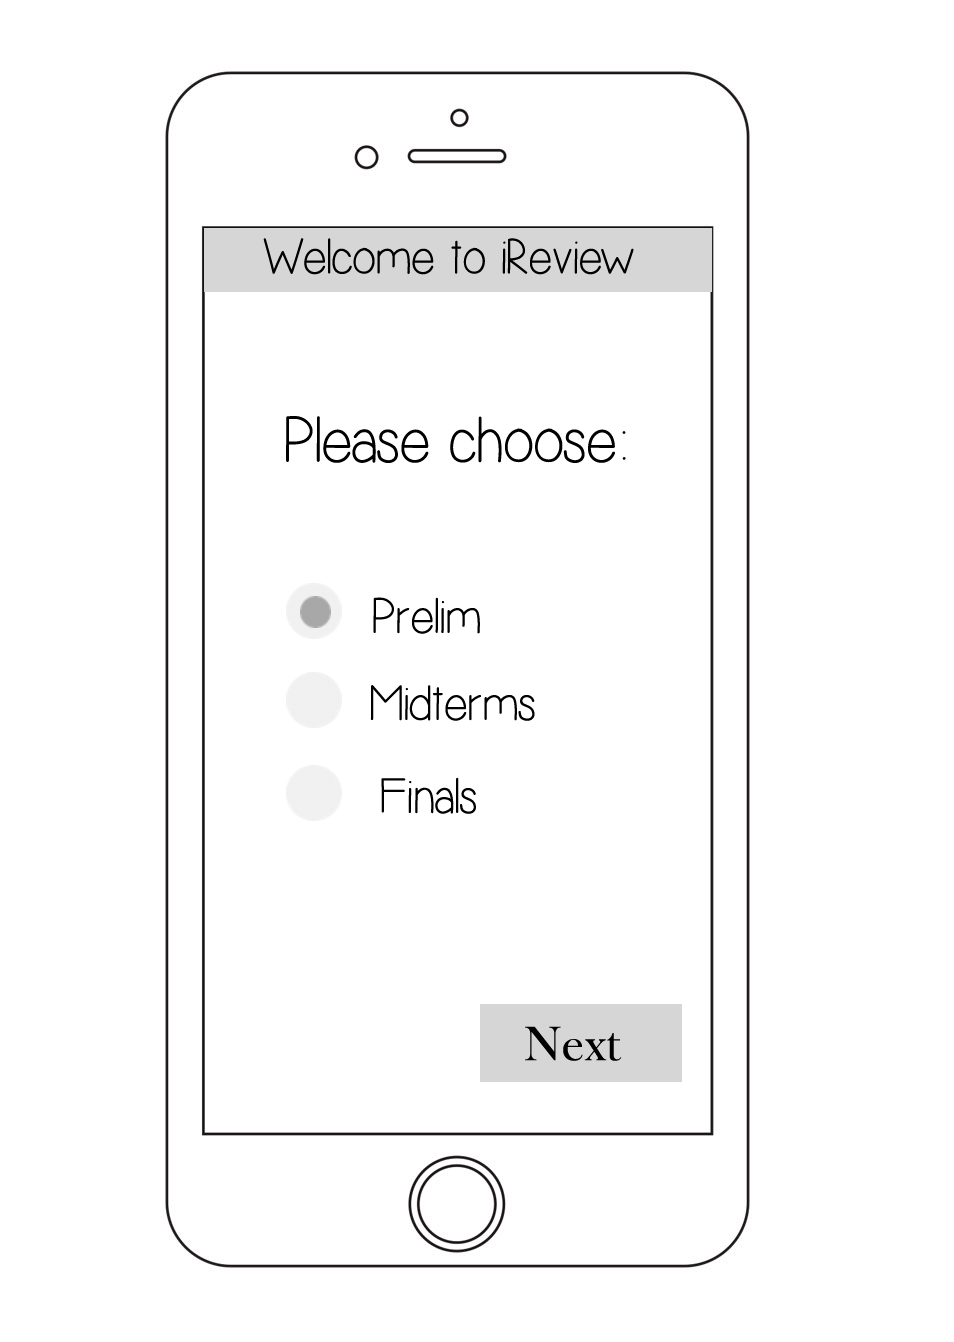 Welcome to iReview
Please choose:
Prelim
Midterms
Finals
Next